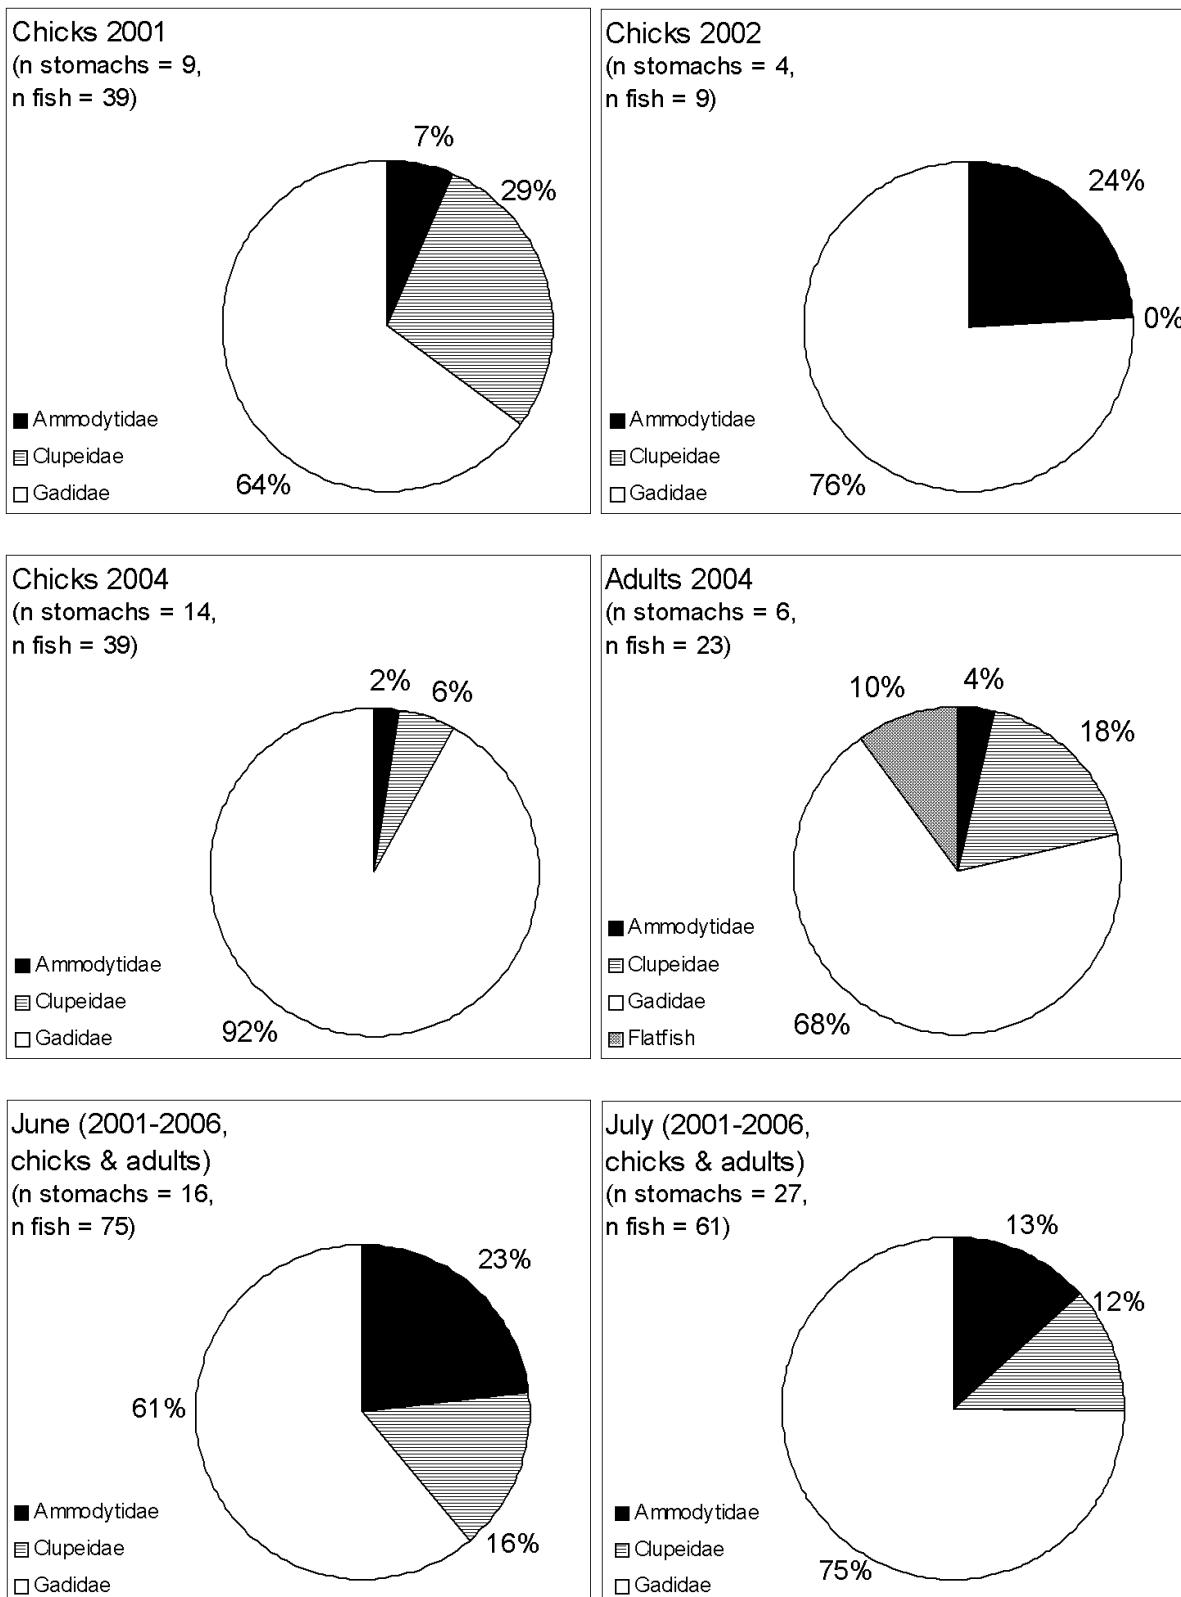 Chicks 2001
(n stomachs = 9,
n fish = 39)
7%
29%
64%
Ammodytidae
Clupeidae
Gadidae
Chicks 2002
(n stomachs = 4,
n fish = 9)
24%
0%
76%
Ammodytidae
Clupeidae
Gadidae
Chicks 2004
(n stomachs = 14,
n fish = 39)
2%
6%
92%
Ammodytidae
Clupeidae
Gadidae
Adults 2004
(n stomachs = 6,
n fish = 23)
10%
4%
18%
68%
Ammodytidae
Clupeidae
Gadidae
Flatfish
June (2001-2006,
chicks & adults)
(n stomachs = 16,
n fish = 75)
23%
61%
16%
Ammodytidae
Clupeidae
Gadidae
July (2001-2006,
chicks & adults)
(n stomachs = 27,
n fish = 61)
13%
12%
75%
Ammodytidae
Clupeidae
Gadidae